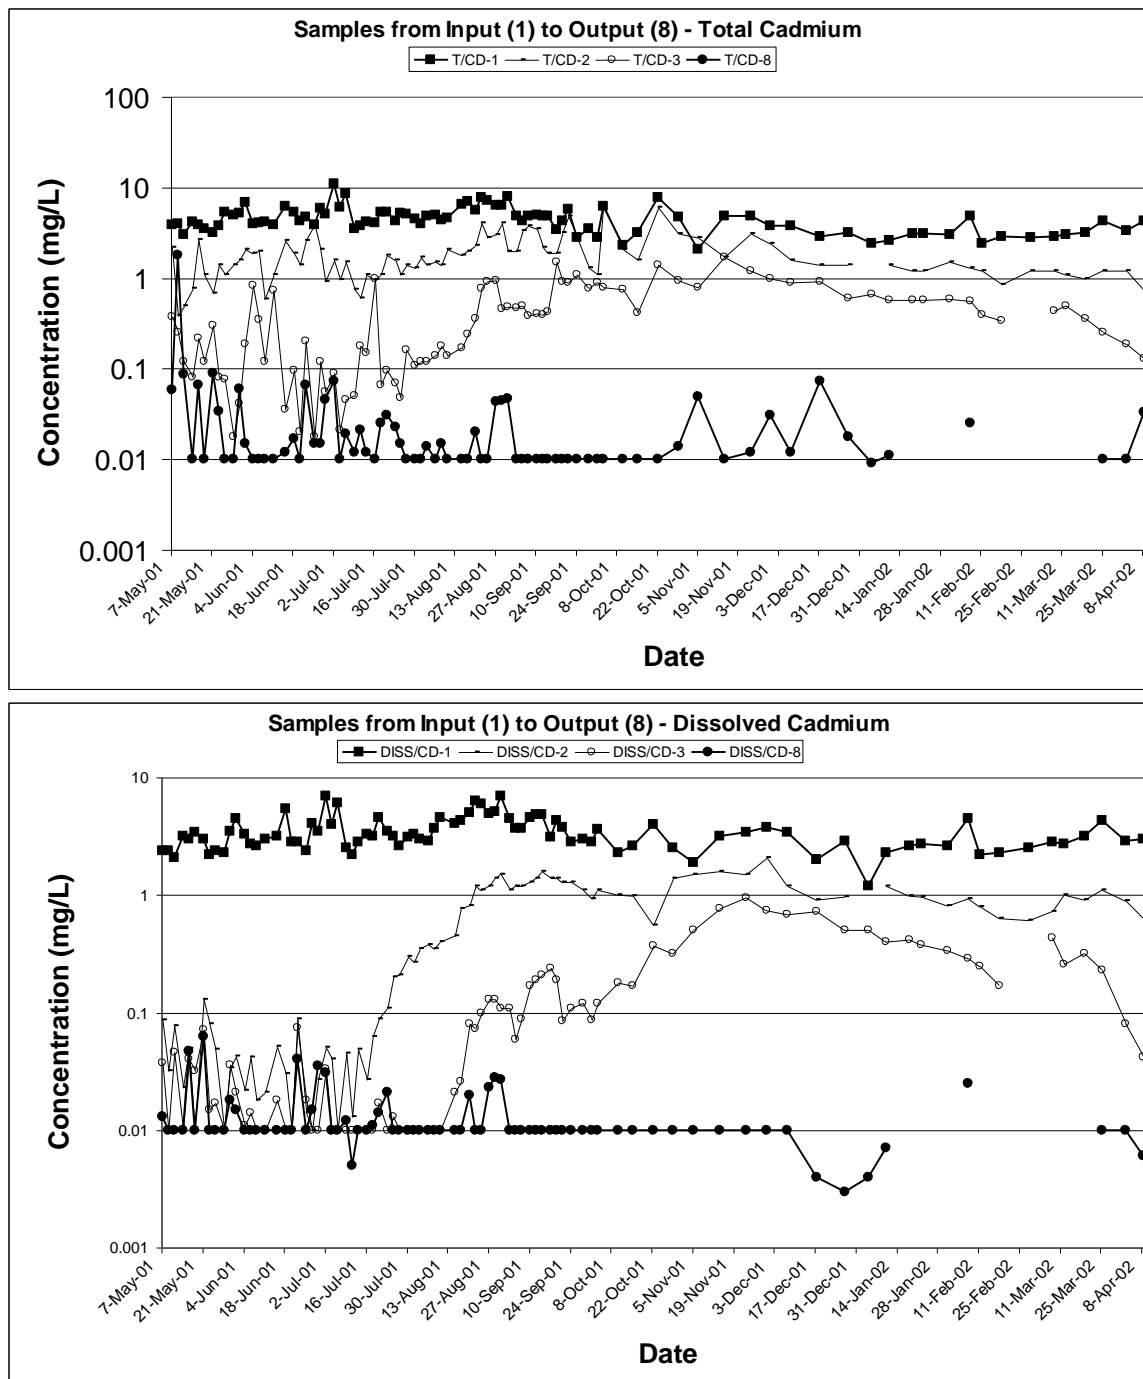 Samples from Input (1) to Output (8) - Total Cadmium
T/CD-1 T/CD-2 T/CD-3 T/CD-8
Concentration (mg/L)
100
10
1
0.1
0.01
0.001
7-May-01
21-May-01
4-Jun-01
18-Jun-01
2-Jul-01
16-Jul-01
30-Jul-01
13-Aug-01
27-Aug-01
10-Sep-01
24-Sep-01
8-Oct-01
22-Oct-01
5-Nov-01
19-Nov-01
3-Dec-01
17-Dec-01
31-Dec-01
14-Jan-02
28-Jan-02
11-Feb-02
25-Feb-02
11-Mar-02
25-Mar-02
8-Apr-02
Date
Samples from Input (1) to Output (8) - Dissolved Cadmium
DISS/CD-1 DISS/CD-2 DISS/CD-3 DISS/CD-8
Concentration (mg/L)
10
1
0.1
0.01
0.001
7-May-01
21-May-01
4-Jun-01
18-Jun-01
2-Jul-01
16-Jul-01
30-Jul-01
13-Aug-01
27-Aug-01
10-Sep-01
24-Sep-01
8-Oct-01
22-Oct-01
5-Nov-01
19-Nov-01
3-Dec-01
17-Dec-01
31-Dec-01
14-Jan-02
28-Jan-02
11-Feb-02
25-Feb-02
11-Mar-02
25-Mar-02
8-Apr-02
Date